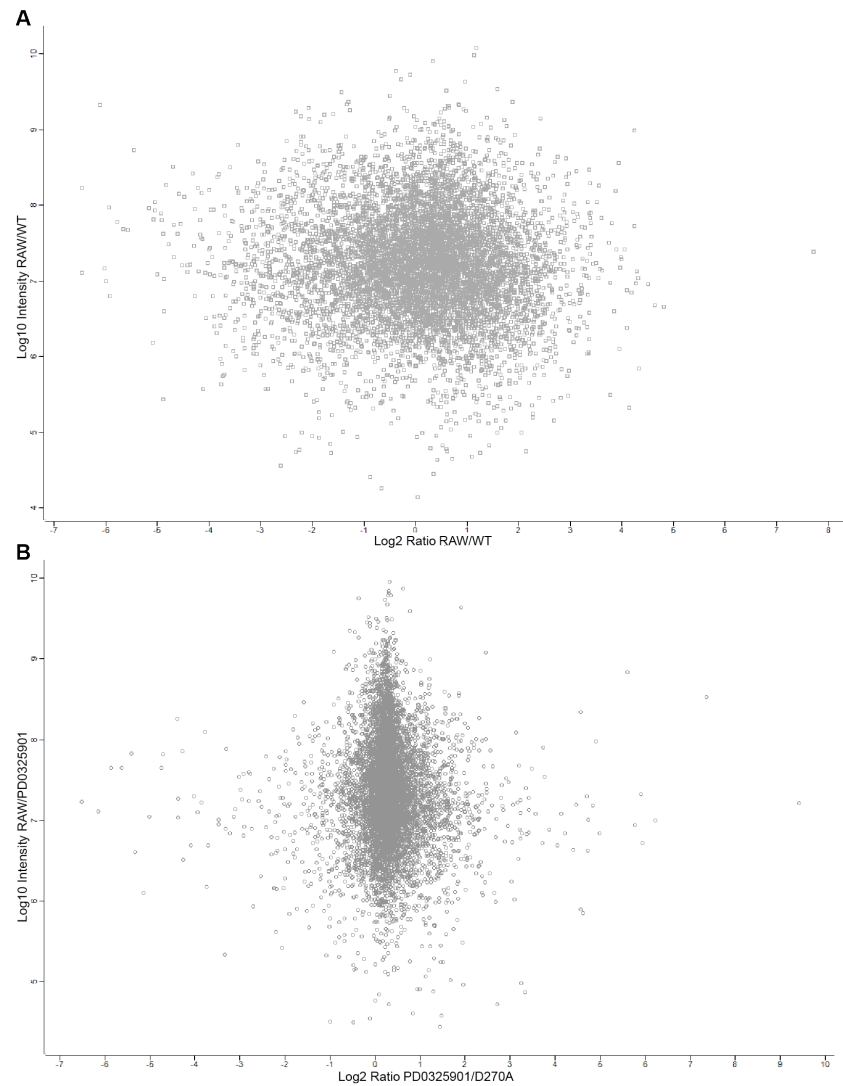 A
10
9
8
7
6
5
4
Log10 Intensity RAW/WT
-7 -6 -5 -4 -3 -2 -1 0 1 2 3 4 5 6 7 8
Log2 Ratio RAW/WT
B
10
9
8
7
6
5
Log10 Intensity RAW/PD0325901
-7 -6 -5 -4 -3 -2 -1 0 1 2 3 4 5 6 7 8 9 10
Log2 Ratio PD0325901/D270A